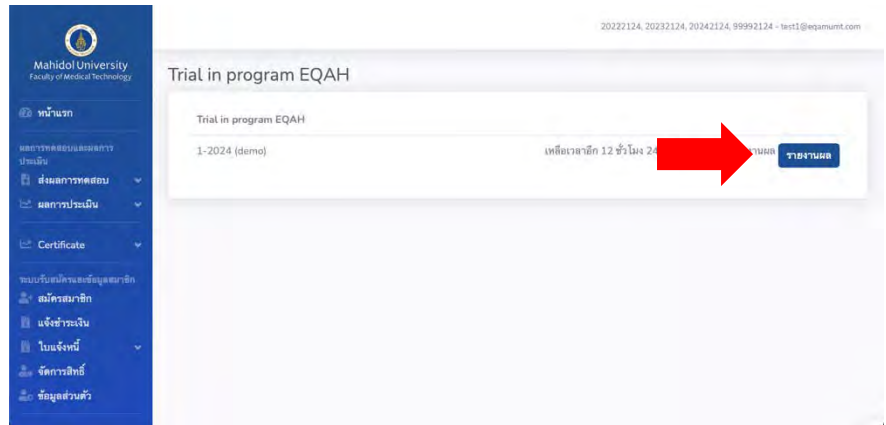 20222124, 20232124, 20242124, 99992124 - test1@eqamumt.com
Mahidol University
Faculty of Medical Technology
Trial in program EQAH
หน้าแรก
Trial in program EQAH
ผลการทดสอบและผลการ
ประเมิน
1-2024 (demo)
เหลือเวลาอีก 12 ชั่วโมง 24
งานผล
รายงานผล
ส่งผลการทดสอบ
ผลการประเมิน
Certificate
ระบบรับสมัครและข้อมูลสมาชิก
สมัครสมาชิก
แจ้งชำระเงิน
ใบแจ้งหนี้
จัดการสิทธิ์
ข้อมูลส่วนตัว